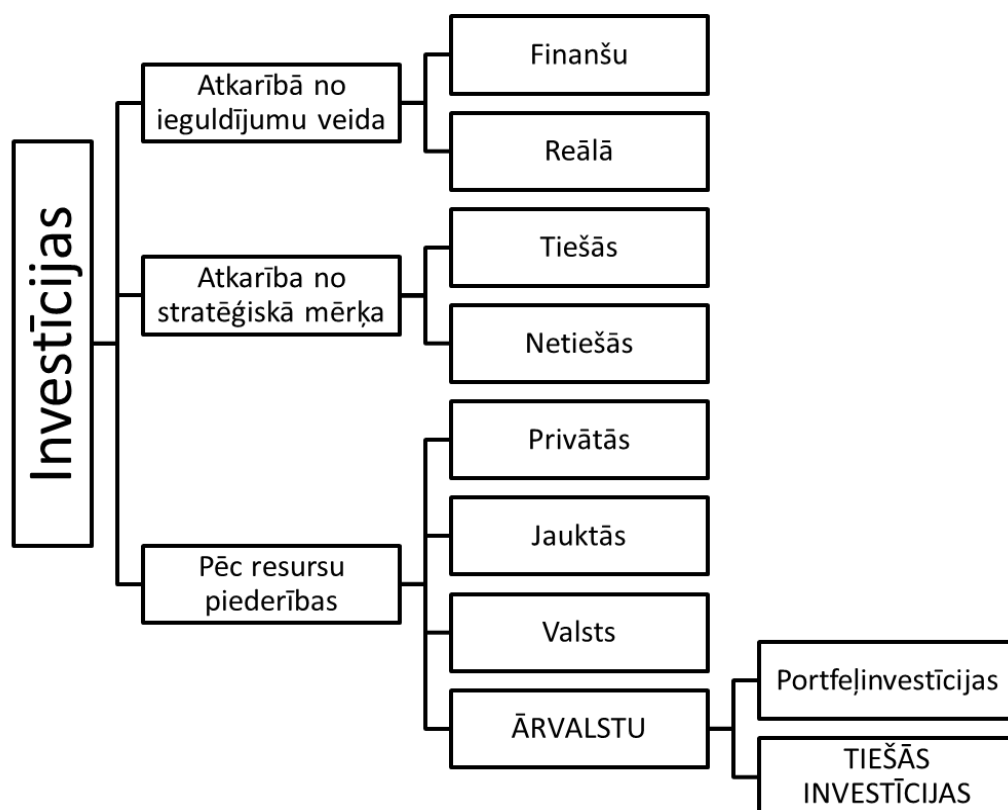 Investīcijas
Atkarībā no
ieguldījumu veida
Finanšu
Reālā
Atkarība no
stratēģiskā mērķa
Tiešās
Netiešās
Pēc resursu
piederības
Privātās
Jauktās
Valsts
ĀRVALSTU
Portfeļinvestīcijas
TIEŠĀS
INVESTĪCIJAS